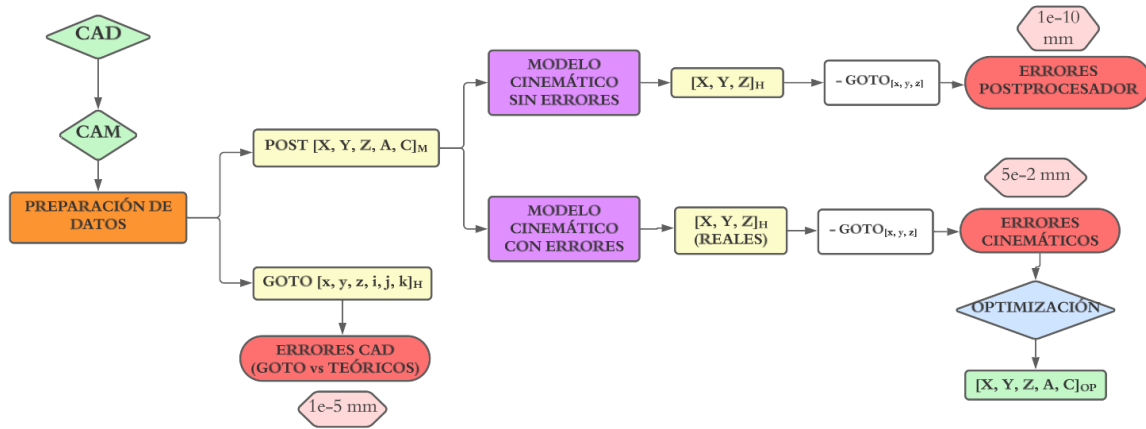 CAD
CAM
PREPARACIÓN DE
DATOS
POST [X, Y, Z, A, C]M
GOTO [x, y, z, i, j, k]H
ERRORES CAD
(GOTO vs TEÓRICOS)
1e-5 mm
MODELO
CINEMÁTICO
SIN ERRORES
[X, Y, Z]H
- GOTO[x, y, z]
1e-10
mm
ERRORES
POSTPROCESADOR
MODELO
CINEMÁTICO
CON ERRORES
[X, Y, Z]H
(REALES)
- GOTO[x, y, z]
5e-2 mm
ERRORES
CINEMÁTICOS
OPTIMIZACIÓN
[X, Y, Z, A, C]OP